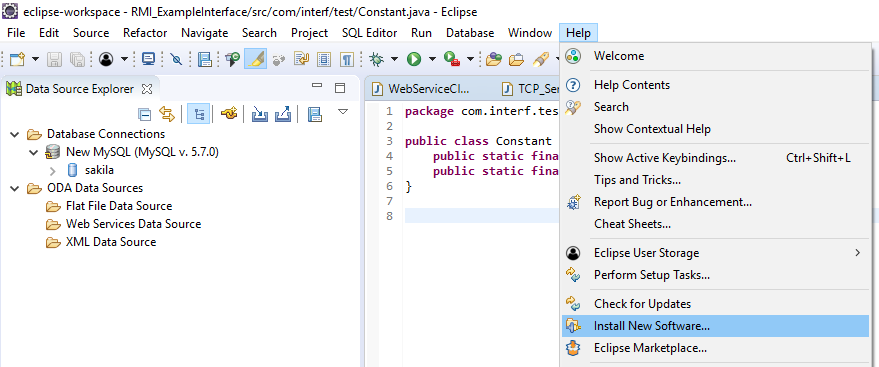 eclipse-workspace - RMI_ExampleInterface/src/com/interf/test/Constant.java - Eclipse
File Edit Source Refactor Navigate Search Project SQL Editor Run Database Window Help
Data Source Explorer
Database Connections
New MySQL (MySQL v. 5.7.0)
sakila
ODA Data Sources
Flat File Data Source
Web Services Data Source
XML Data Source
WebServiceCl... TCP_Ser
1 package com.interf.tes
2
3 public class Constant
4 public static fina
5 public static fina
6 }
7
8
Welcome
Help Contents
Search
Show Contextual Help
Show Active Keybindings... Ctrl+Shift+L
Tips and Tricks...
Report Bug or Enhancement...
Cheat Sheets...
Eclipse User Storage
Perform Setup Tasks...
Check for Updates
Install New Software...
Eclipse Marketplace...